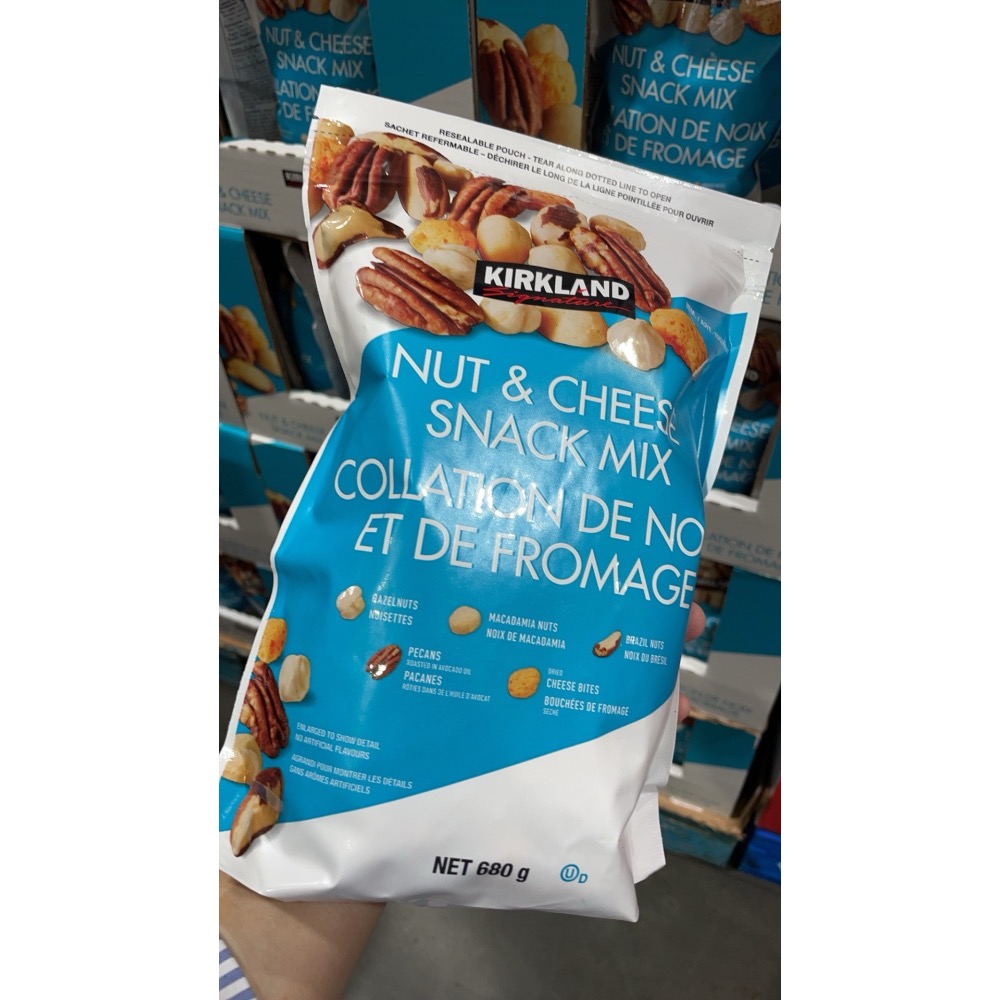 NUT & CHEESE
SNACK MIX
NUT & CHEESE
SNACK MIX
ATION DE NOIX
DE FROMAGE
RESEALABLE POUCH - TEAR ALONG DOTTED LINE TO OPEN
SACHET REFERMABLE – DÉCHIRER LE LONG DE LA LIGNE POINTILLÉE POUR OUVRIR
KIRKLAND
Signature
NUT & CHEESE
SNACK MIX
COLLATION DE NO
ET DE FROMAGE
HAZELNUTS
NOISETTES
MACADAMIA NUTS
NOIX DE MACADAMIA
BRAZIL NUTS
NOIX DU BRÉSIL
PECANS
ROASTED IN AVOCADO OIL
PACANES
RÔTIES DANS DE L'HUILE D'AVOCAT
DRIED
CHEESE BITES
BOUCHÉES DE FROMAGE
SÉCHÉ
ENLARGED TO SHOW DETAIL
NO ARTIFICIAL FLAVOURS
AGRANDI POUR MONTRER LES DÉTAILS
SANS ARÔMES ARTIFICIELS
NET 680 g
U D